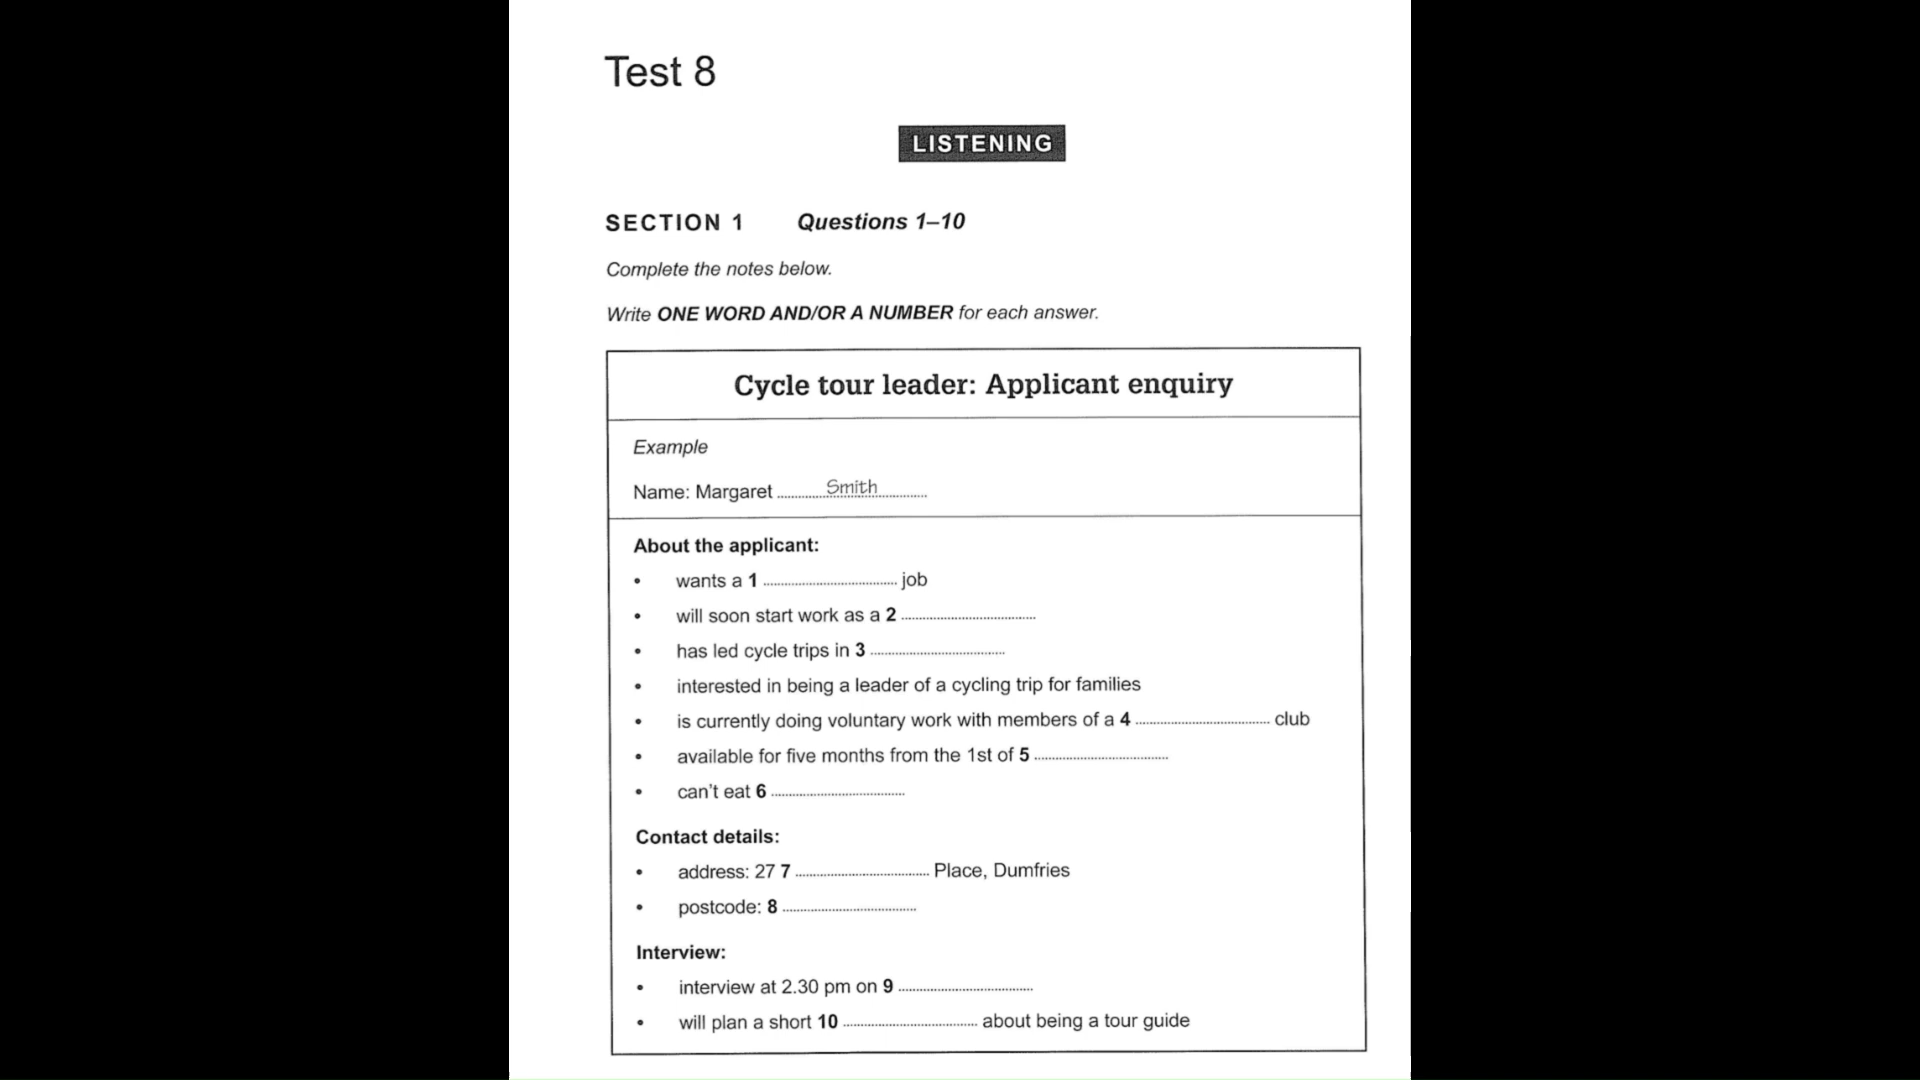 Test 8
LISTENING
SECTION 1 Questions 1–10
Complete the notes below.
Write ONE WORD AND/OR A NUMBER for each answer.
Cycle tour leader: Applicant enquiry
Example
Name: Margaret ............Smith............
About the applicant:
• wants a 1 .................................. job
• will soon start work as a 2 ..................................
• has led cycle trips in 3 ..................................
• interested in being a leader of a cycling trip for families
• is currently doing voluntary work with members of a 4 .................................. club
• available for five months from the 1st of 5 ..................................
• can't eat 6 ..................................
Contact details:
• address: 27 7 .................................. Place, Dumfries
• postcode: 8 ..................................
Interview:
• interview at 2.30 pm on 9 ..................................
• will plan a short 10 .................................. about being a tour guide